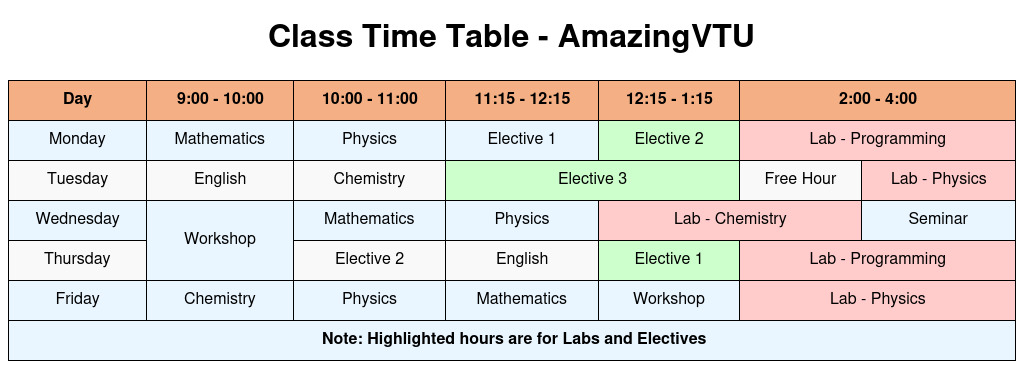 Class Time Table - AmazingVTU
Day 9:00 - 10:00 10:00 - 11:00 11:15 - 12:15 12:15 - 1:15 2:00 - 4:00
Monday Mathematics Physics Elective 1 Elective 2 Lab - Programming
Tuesday English Chemistry Elective 3 Free Hour Lab - Physics
Wednesday Workshop Mathematics Physics Lab - Chemistry Seminar
Thursday Elective 2 English Elective 1 Lab - Programming
Friday Chemistry Physics Mathematics Workshop Lab - Physics
Note: Highlighted hours are for Labs and Electives